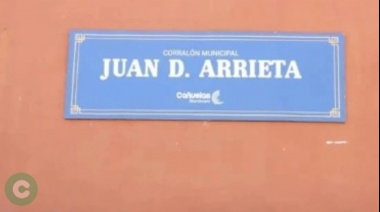 CORRALÓN MUNICIPAL
JUAN D. ARRIETA
Cañuelas
C